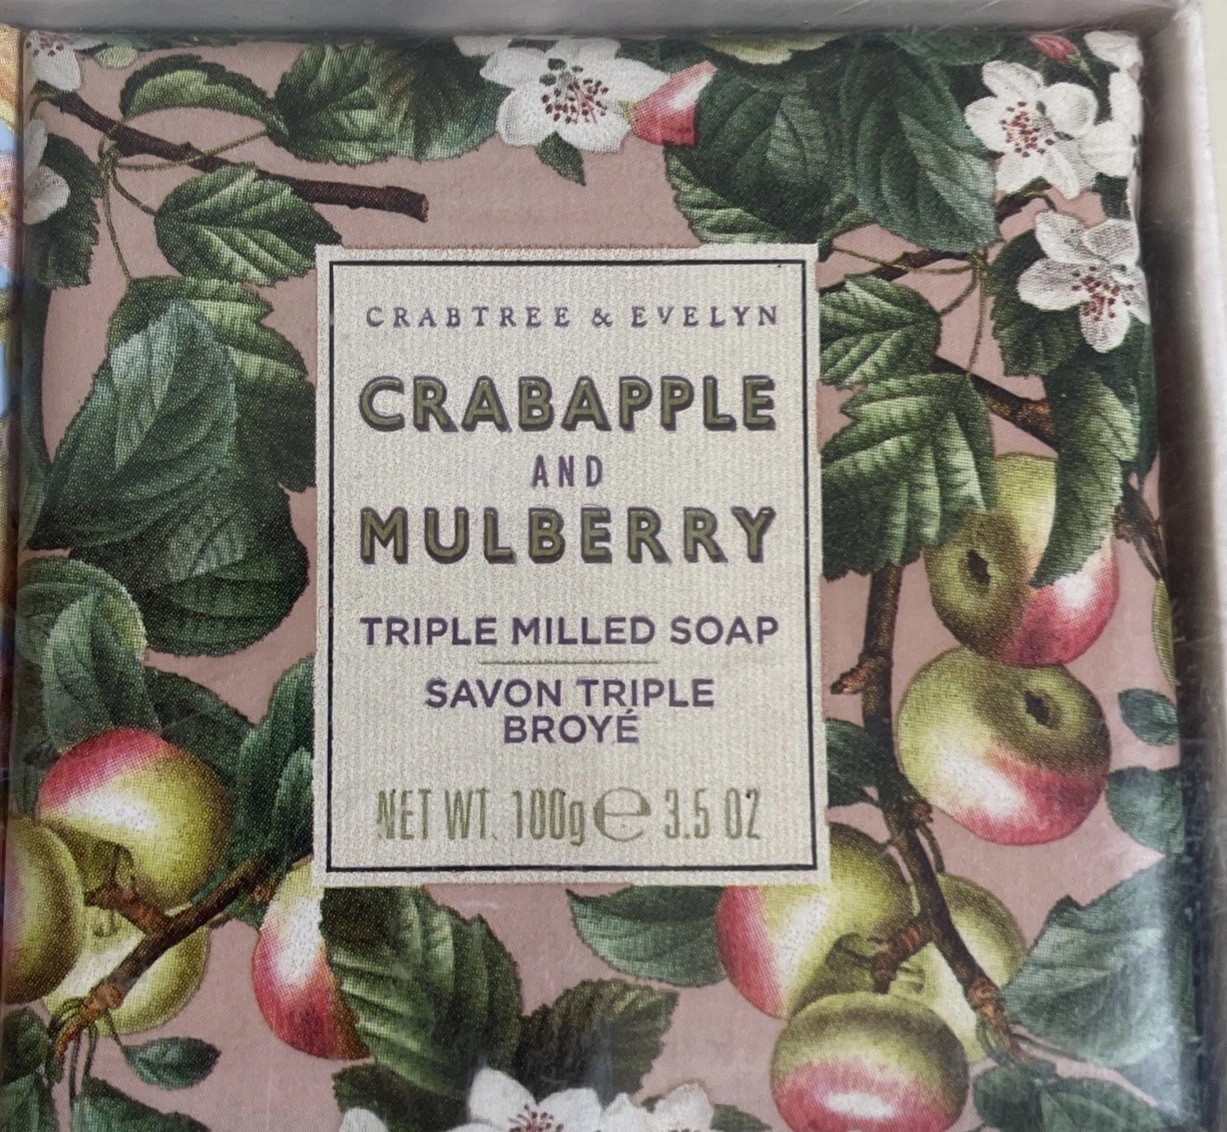 CRABTREE & EVELYN
CRABAPPLE
AND
MULBERRY
TRIPLE MILLED SOAP
SAVON TRIPLE
BROYÉ
NET WT. 100g ℮ 3.5 OZ